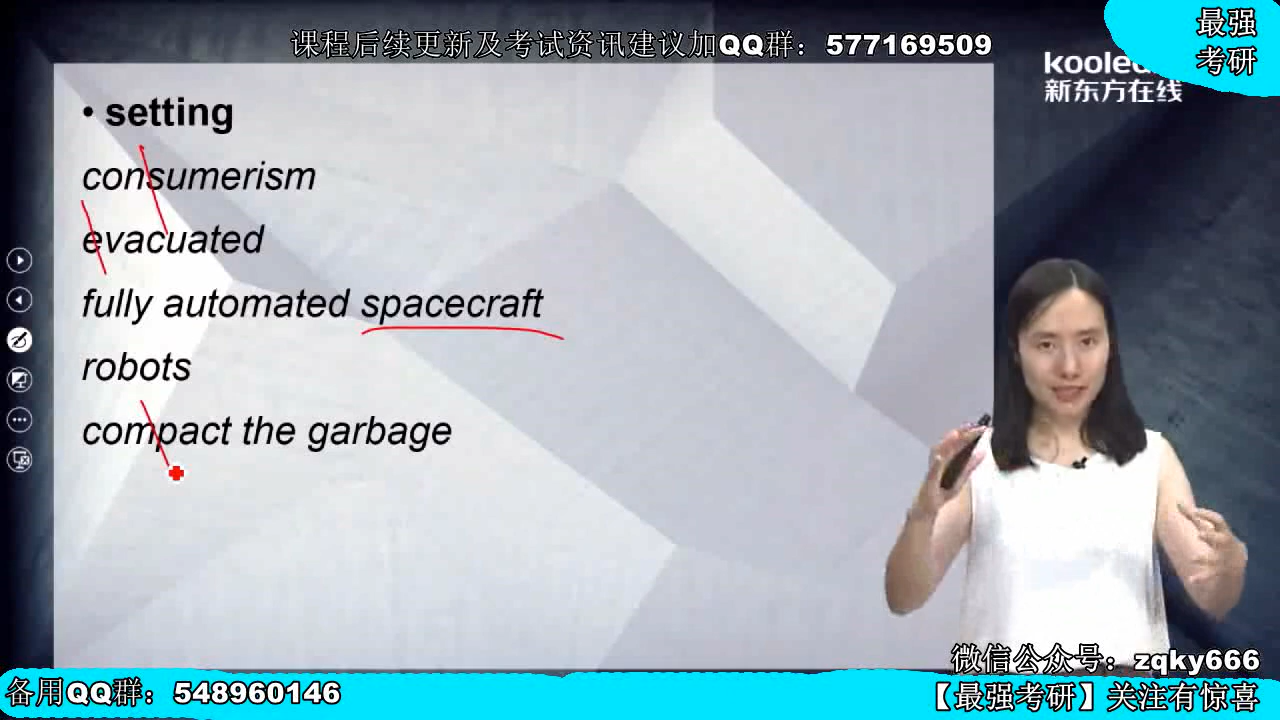 课程后续更新及考试资讯建议加QQ群：577169509
最强
考研
新东方在线
• setting
consumerism
evacuated
fully automated spacecraft
robots
compact the garbage
微信公众号：zqky666
备用QQ群：548960146
【最强考研】关注有惊喜